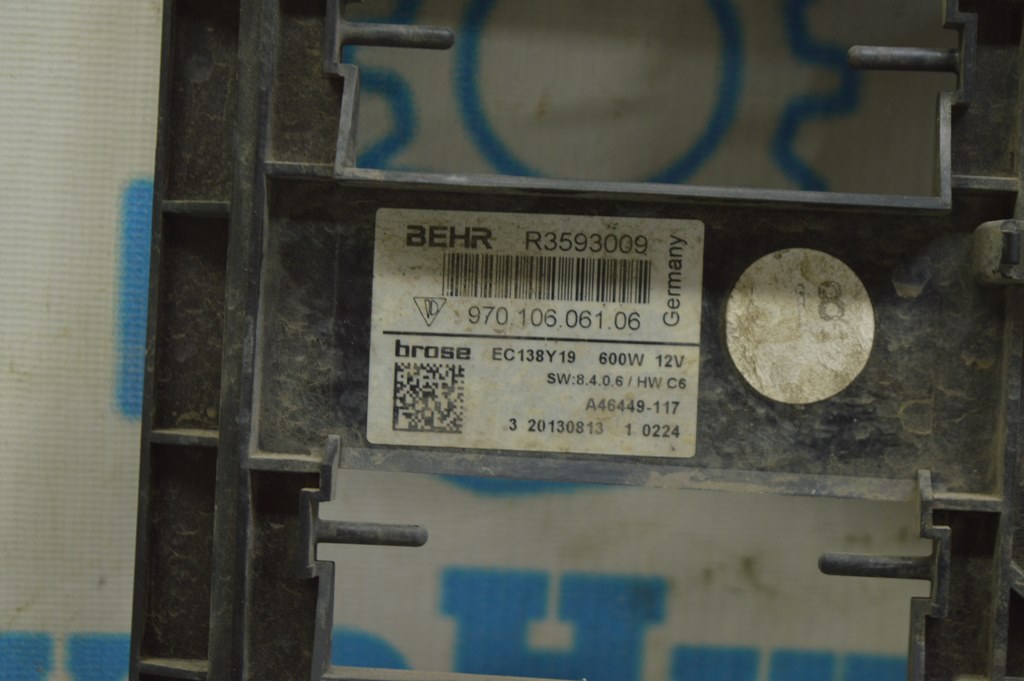 BEHR R3593009
Germany
970.106.061.06
brose EC138Y19 600W 12V
SW:8.4.0.6 / HW C6
A46449-117
3 20130813 1 0224